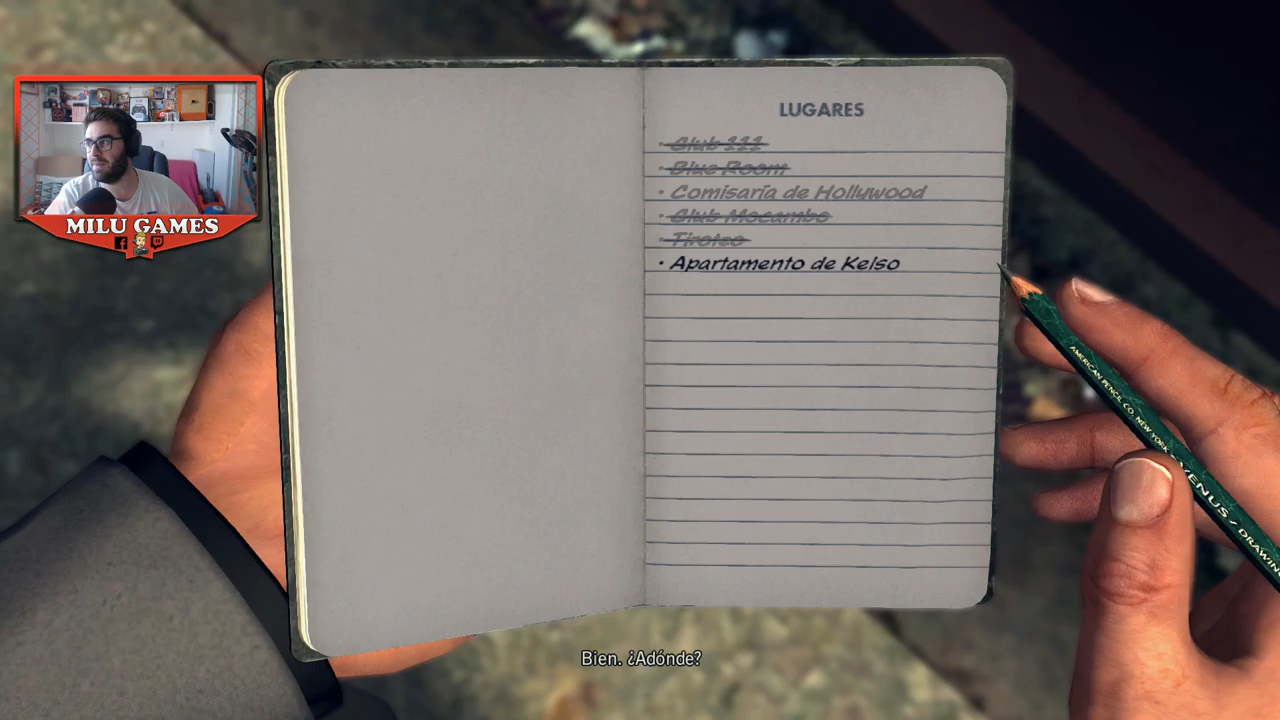 LUGARES
· Club 111
· Blue Room
· Comisaría de Hollywood
· Club Mocambo
· Tiroteo
· Apartamento de Kelso
MILU GAMES
AMERICAN PENCIL CO. NEW YORK
VENUS / DRAWING
Bien. ¿Adónde?